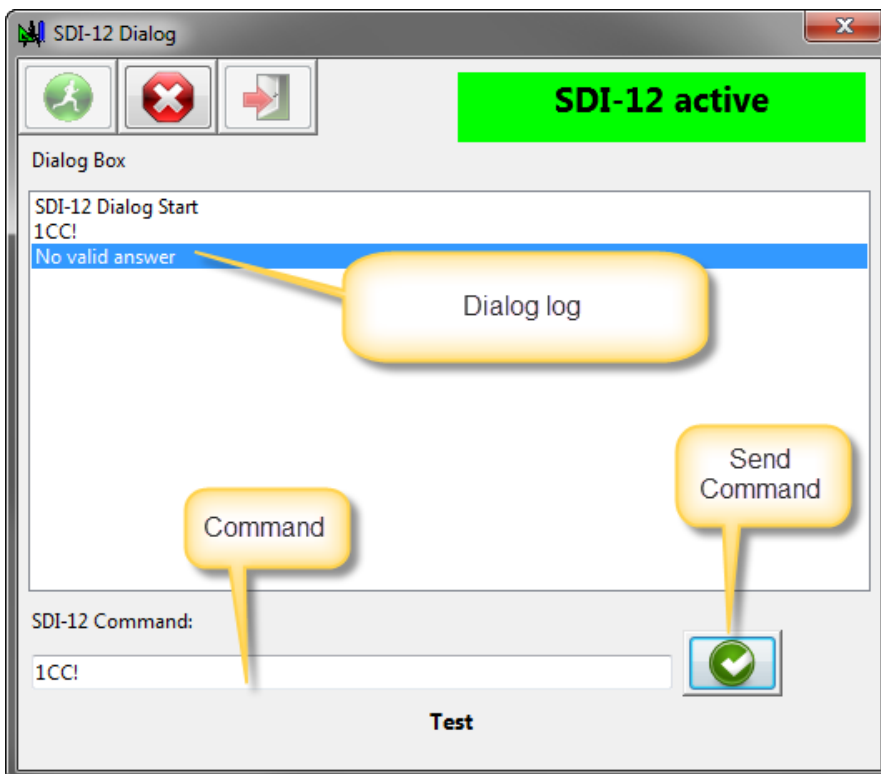 SDI-12 Dialog
SDI-12 active
Dialog Box
SDI-12 Dialog Start
1CC!
No valid answer
Dialog log
Send
Command
Command
SDI-12 Command:
1CC!
Test